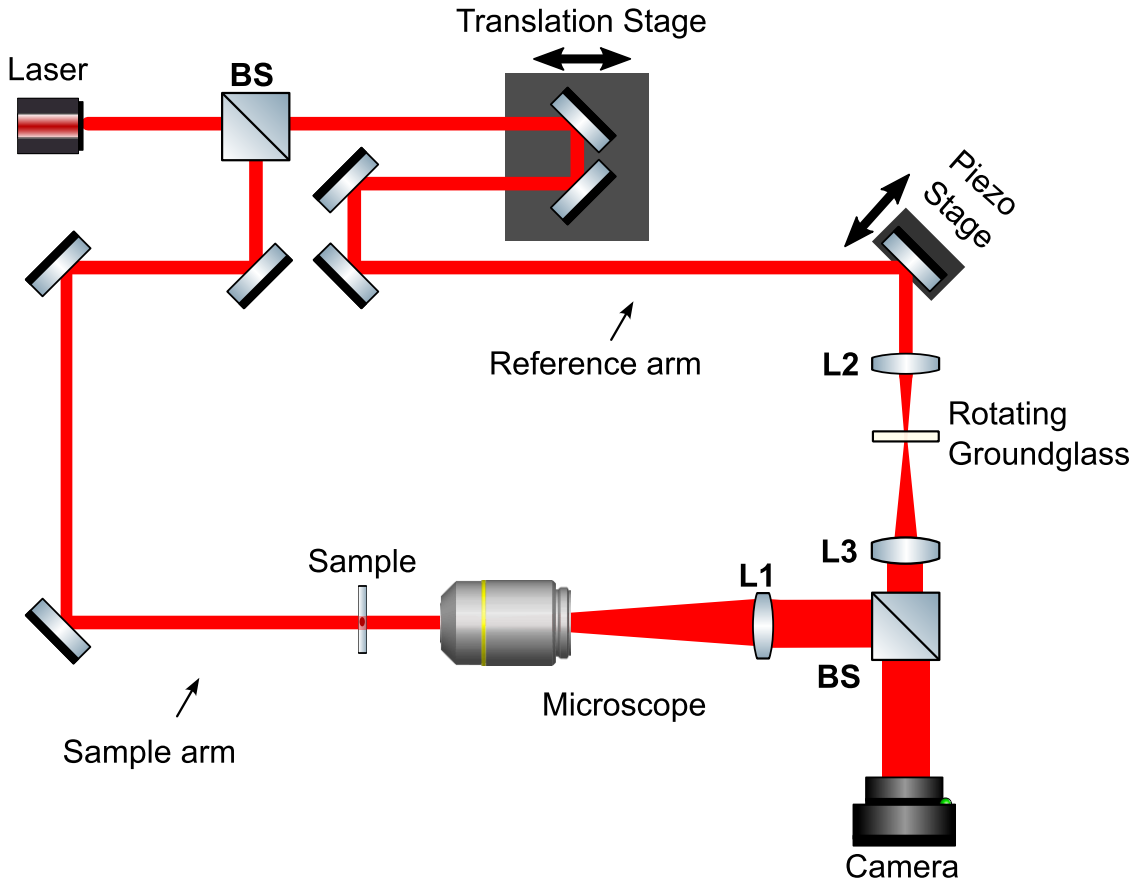 Translation Stage
Laser
BS
Piezo
Stage
Reference arm
L2
Rotating
Groundglass
L3
Sample
L1
BS
Microscope
Sample arm
Camera